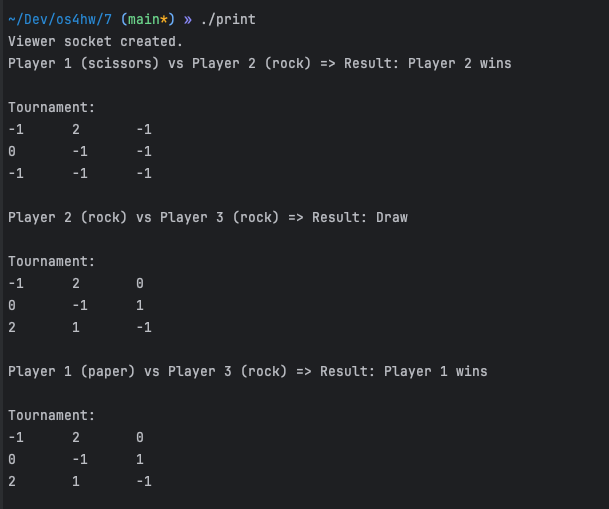 ~/Dev/os4hw/7 (main*) » ./print
Viewer socket created.
Player 1 (scissors) vs Player 2 (rock) => Result: Player 2 wins
Tournament:
-1 2 -1
0 -1 -1
-1 -1 -1
Player 2 (rock) vs Player 3 (rock) => Result: Draw
Tournament:
-1 2 0
0 -1 1
2 1 -1
Player 1 (paper) vs Player 3 (rock) => Result: Player 1 wins
Tournament:
-1 2 0
0 -1 1
2 1 -1